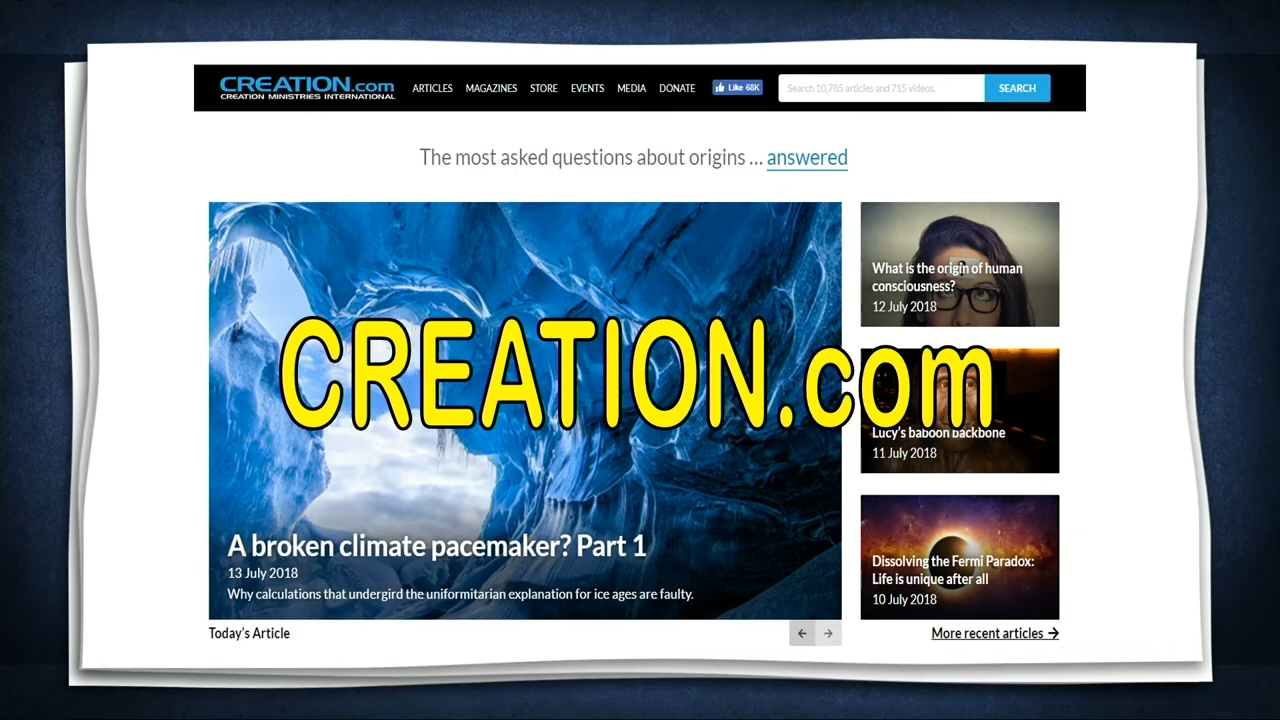 CREATION.com
CREATION MINISTRIES INTERNATIONAL
ARTICLES MAGAZINES STORE EVENTS MEDIA DONATE Like 68K Search 10,785 articles and 715 videos. SEARCH
The most asked questions about origins ... answered
What is the origin of human
consciousness?
12 July 2018
CREATION.com
Lucy's baboon backbone
11 July 2018
A broken climate pacemaker? Part 1
13 July 2018
Why calculations that undergird the uniformitarian explanation for ice ages are faulty.
Dissolving the Fermi Paradox:
Life is unique after all
10 July 2018
Today's Article
More recent articles →